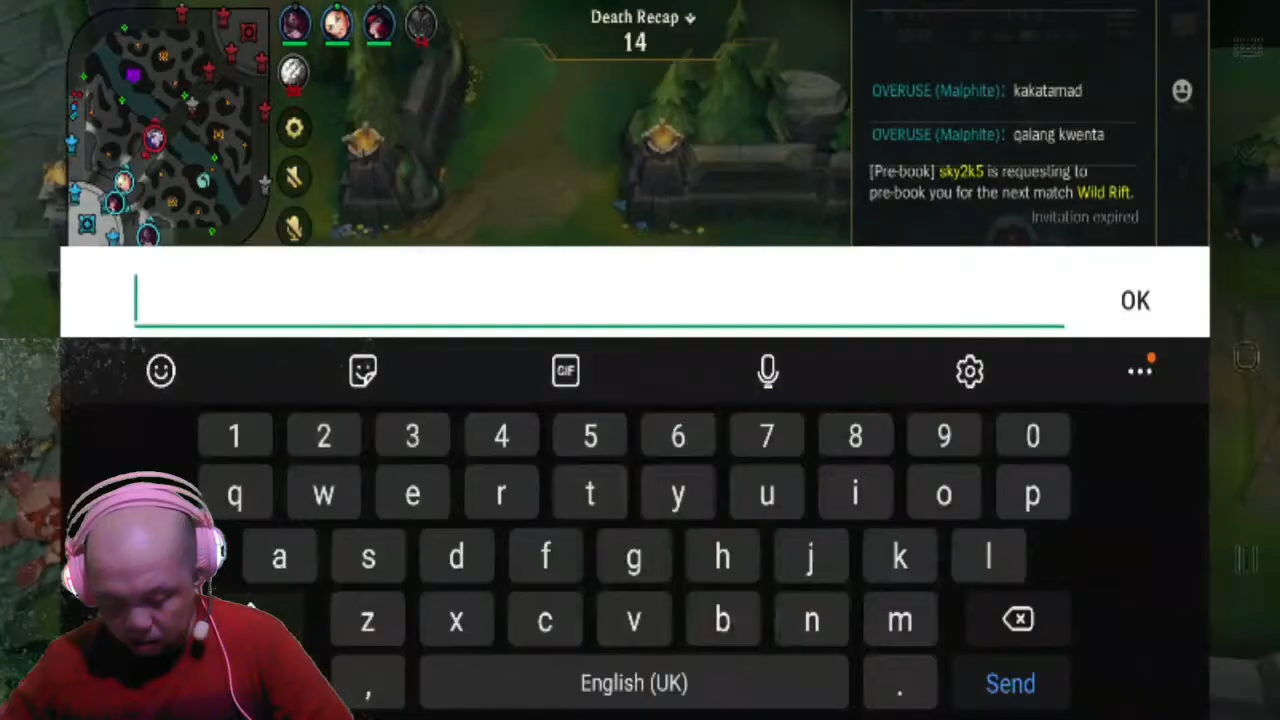 Death Recap
14
OVERUSE (Malphite): kakatamad
OVERUSE (Malphite): qalang kwenta
[Pre-book] sky2k5 is requesting to
pre-book you for the next match Wild Rift.
Invitation expired
OK
GIF
1 2 3 4 5 6 7 8 9 0
q w e r t y u i o p
a s d f g h j k l
z x c v b n m
, English (UK) . Send